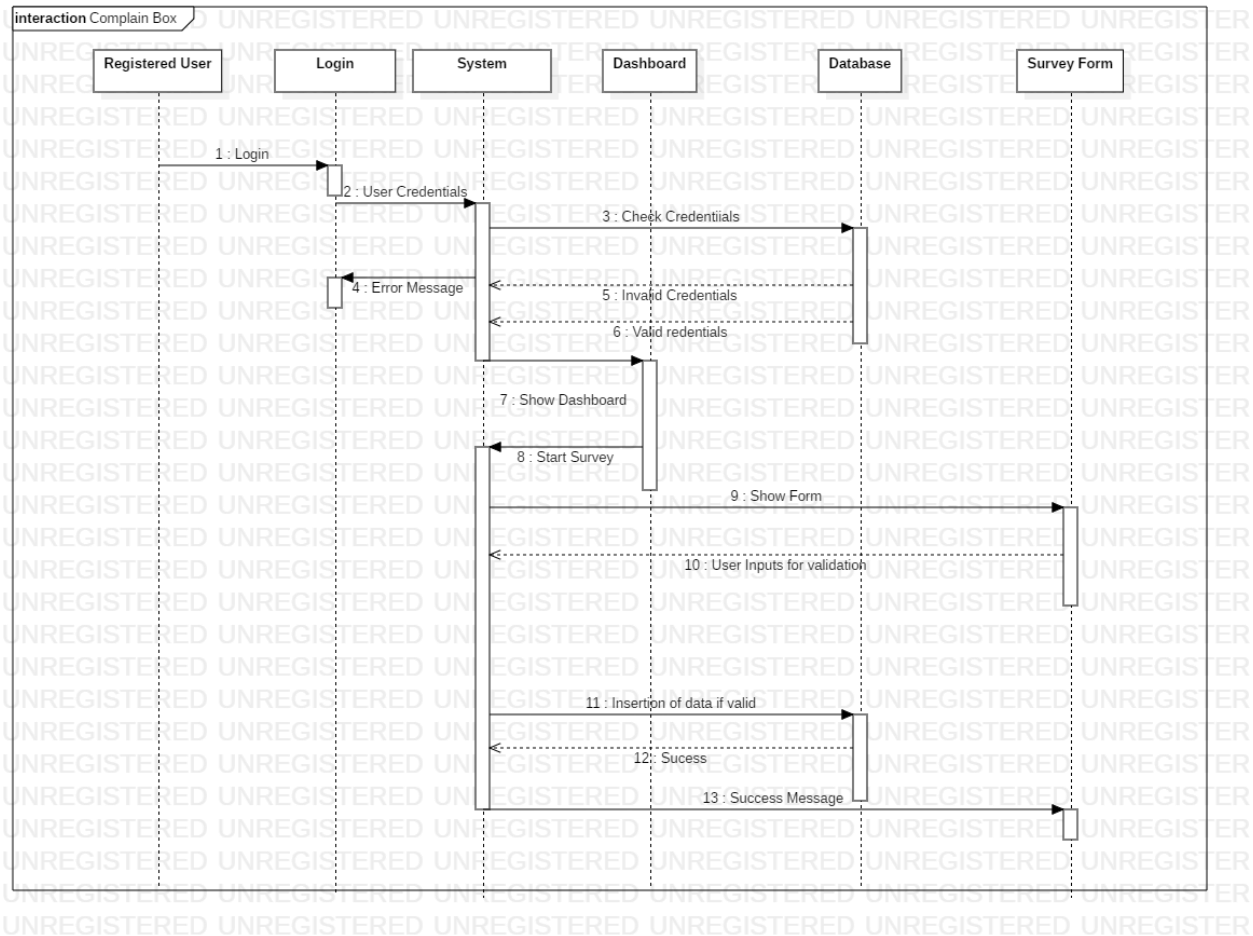 interaction Complain Box
Registered User
Login
System
Dashboard
Database
Survey Form
1 : Login
2 : User Credentials
3 : Check Credentiials
4 : Error Message
5 : Invalid Credentials
6 : Valid redentials
7 : Show Dashboard
8 : Start Survey
9 : Show Form
10 : User Inputs for validation
11 : Insertion of data if valid
12 : Sucess
13 : Success Message
UNREGISTERED UNREGISTERED UNREGISTERED UNREGISTERED UNREGISTERED UNREGISTER